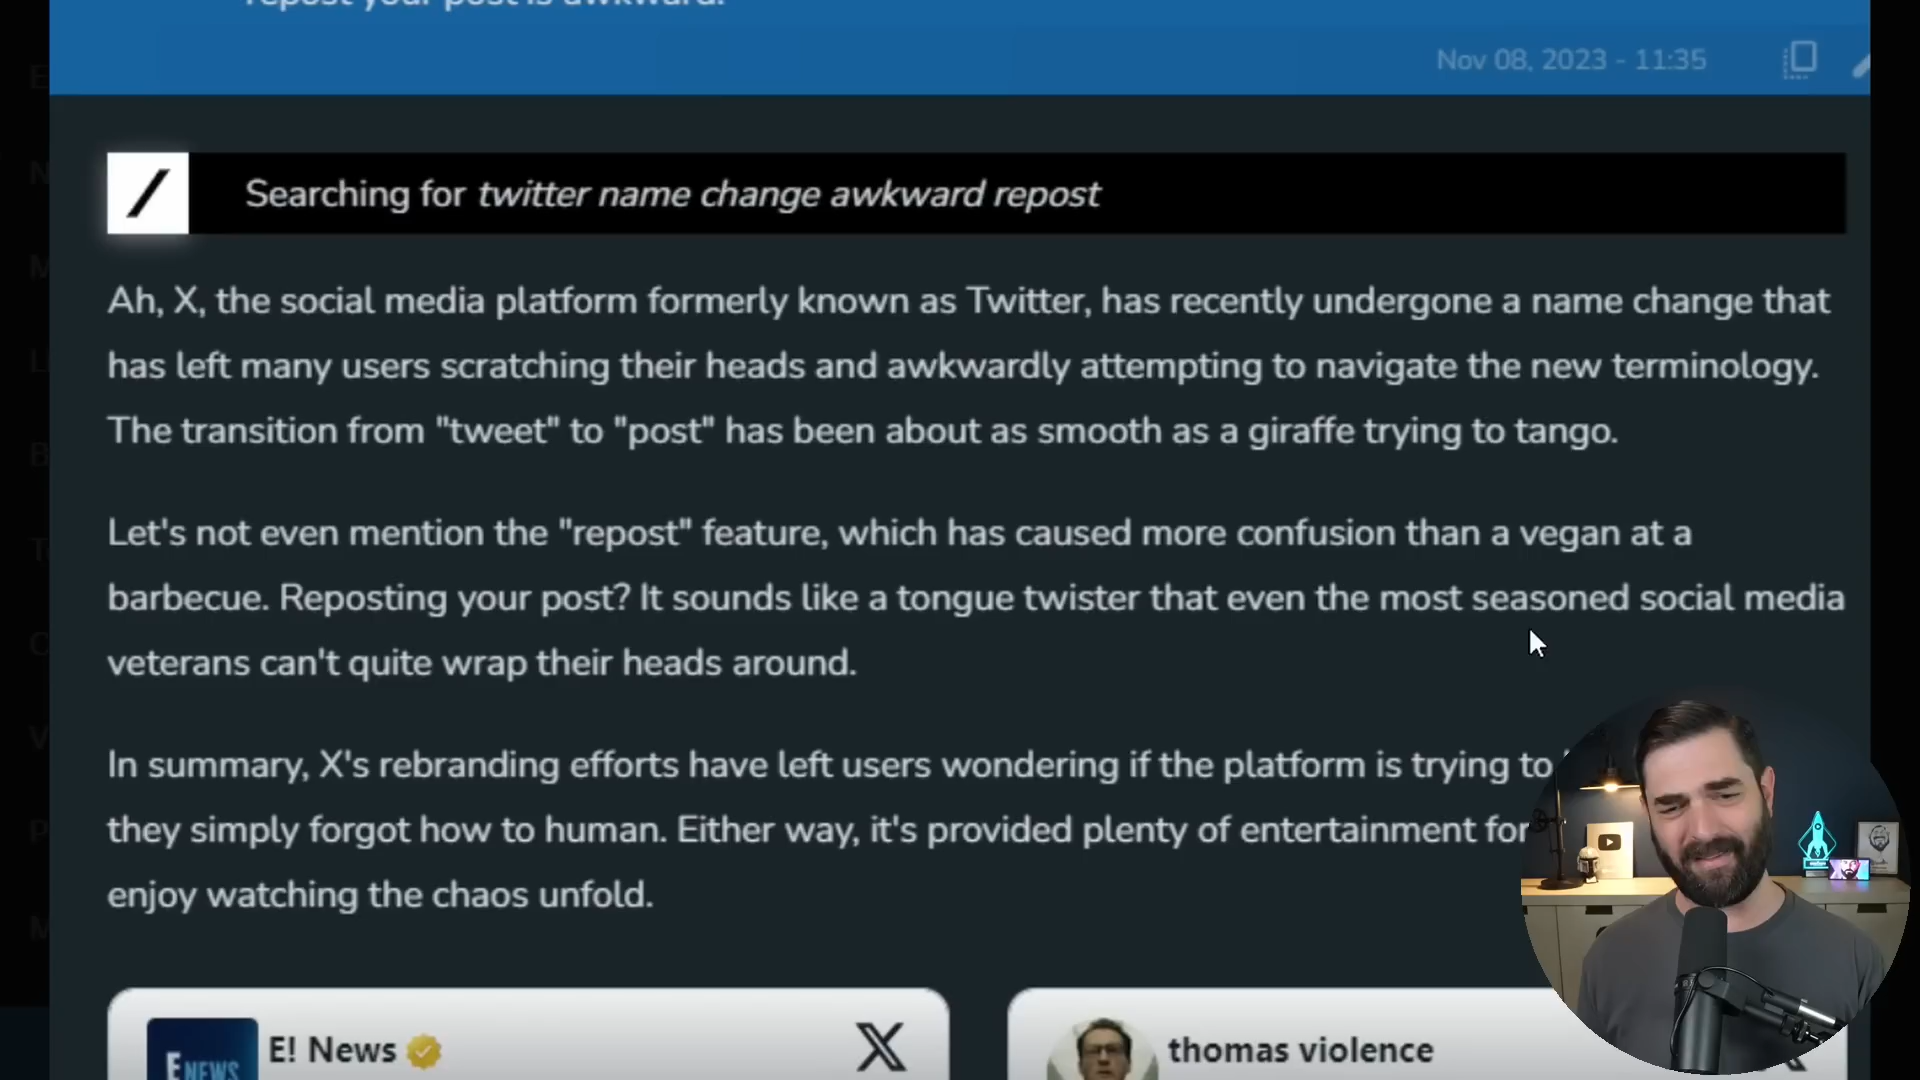 repost your post is awkward.
Nov 08, 2023 - 11:35
Searching for twitter name change awkward repost
Ah, X, the social media platform formerly known as Twitter, has recently undergone a name change that
has left many users scratching their heads and awkwardly attempting to navigate the new terminology.
The transition from "tweet" to "post" has been about as smooth as a giraffe trying to tango.
Let's not even mention the "repost" feature, which has caused more confusion than a vegan at a
barbecue. Reposting your post? It sounds like a tongue twister that even the most seasoned social media
veterans can't quite wrap their heads around.
In summary, X's rebranding efforts have left users wondering if the platform is trying to
they simply forgot how to human. Either way, it's provided plenty of entertainment for
enjoy watching the chaos unfold.
E! News
thomas violence
E NEWS